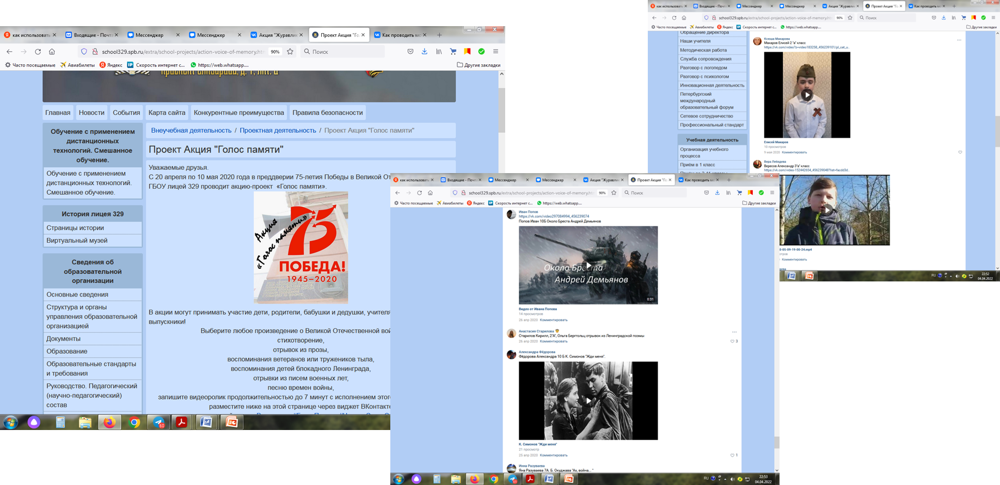 как использовать
Входящие - Почта
Мессенджер
Мессенджер
Акция "Журавлик
Проект Акция "Го
Как проводить мо
school329.spb.ru/extra/school-projects/action-voice-of-memory.htm
90%
Поиск
Часто посещаемые
Авиабилеты
Яндекс
Скорость интернет с...
https://web.whatsapp....
Другие закладки
Главная
Новости
События
Карта сайта
Конкурентные преимущества
Правила безопасности
Обучение с применением
дистанционных
технологий. Смешанное
обучение.
Обучение с применением
дистанционных технологий.
Смешанное обучение.
История лицея 329
Страницы истории
Виртуальный музей
Сведения об
образовательной
организации
Основные сведения
Структура и органы
управления образовательной
организацией
Документы
Образование
Образовательные стандарты
и требования
Руководство. Педагогический
(научно-педагогический)
состав
Внеучебная деятельность / Проектная деятельность / Проект Акция "Голос памяти"
Проект Акция "Голос памяти"
Уважаемые друзья.
С 20 апреля по 10 мая 2020 года в преддверии 75-летия Победы в Великой От
ГБОУ лицей 329 проводит акцию-проект «Голос памяти».
Акция
«Голос памяти»
75
ПОБЕДА!
1945–2020
В акции могут принимать участие дети, родители, бабушки и дедушки, учителя
выпускники!
Выберите любое произведение о Великой Отечественной вой
стихотворение,
отрывок из прозы,
воспоминания ветеранов или тружеников тыла,
воспоминания детей блокадного Ленинграда,
отрывки из писем военных лет,
песню времен войны,
запишите видеоролик продолжительностью до 7 минут с исполнением этог
разместите ниже на этой странице через виджет ВКонтакте
60
как использовать
Входящие - Почта
Мессенджер
Мессенджер
Акция "Журавлик
Проект Акция "Го
Как проводить мо
school329.spb.ru/extra/school-projects/action-voice-of-memory.htm
90%
Поиск
Часто посещаемые
Авиабилеты
Яндекс
Скорость интернет с...
https://web.whatsapp....
Другие закладки
Иван Попов
https://vk.com/video297084994_456239074
Попов Иван 10Б Около Бреста Андрей Демьянов
Около Бреста
Андрей Демьянов
0:31
Видео от Ивана Попова
14 просмотров
26 апр 2020 Комментировать
Анастасия Старилова
Старилов Кирилл, 2"А", Ольга Берггольц отрывок из Ленинградской поэмы
26 апр 2020 Комментировать
3
Александра Фёдорова
Фёдорова Александра 10 Б К. Симонов "Жди меня".
К. Симонов "Жди меня"
21 просмотр
25 апр 2020 Комментировать
1
Инна Разуваева
Яна Разуваева 7А. Б. Окуджава "Ах, война... "
RU
22:53
04.04.2022
как использовать
Входящие - Почта
Мессенджер
Мессенджер
Акция "Журавлик
Проект Акция "Го
Как проводить мо
school329.spb.ru/extra/school-projects/action-voice-of-memory.htm
90%
Поиск
Часто посещаемые
Авиабилеты
Яндекс
Скорость интернет с...
https://web.whatsapp....
Другие закладки
Обращение директора
Наши учителя
Методическая работа
Служба сопровождения
Разговор с логопедом
Разговор с психологом
Инновационная деятельность
Петербургский
международный
образовательный форум
Сетевое сотрудничество
Профессиональный стандарт
Учебная деятельность
Организация учебного
процесса
Приём в 1 класс
Ксюша Макарова
Макаров Елисей 2 "в" класс
https://vk.com/video?z=video183258_456239101/pl_cat_u..
Елисей Макаров
10 просмотров
9 мая 2020 Комментировать
Вера Лебедева
Вересов Александр 3"в" класс
https://vk.com/video-152442654_456239048?list=facdd3d..
0-05-09-19-00-24.mp4
отров
Комментировать
RU
22:52
04.04.2022